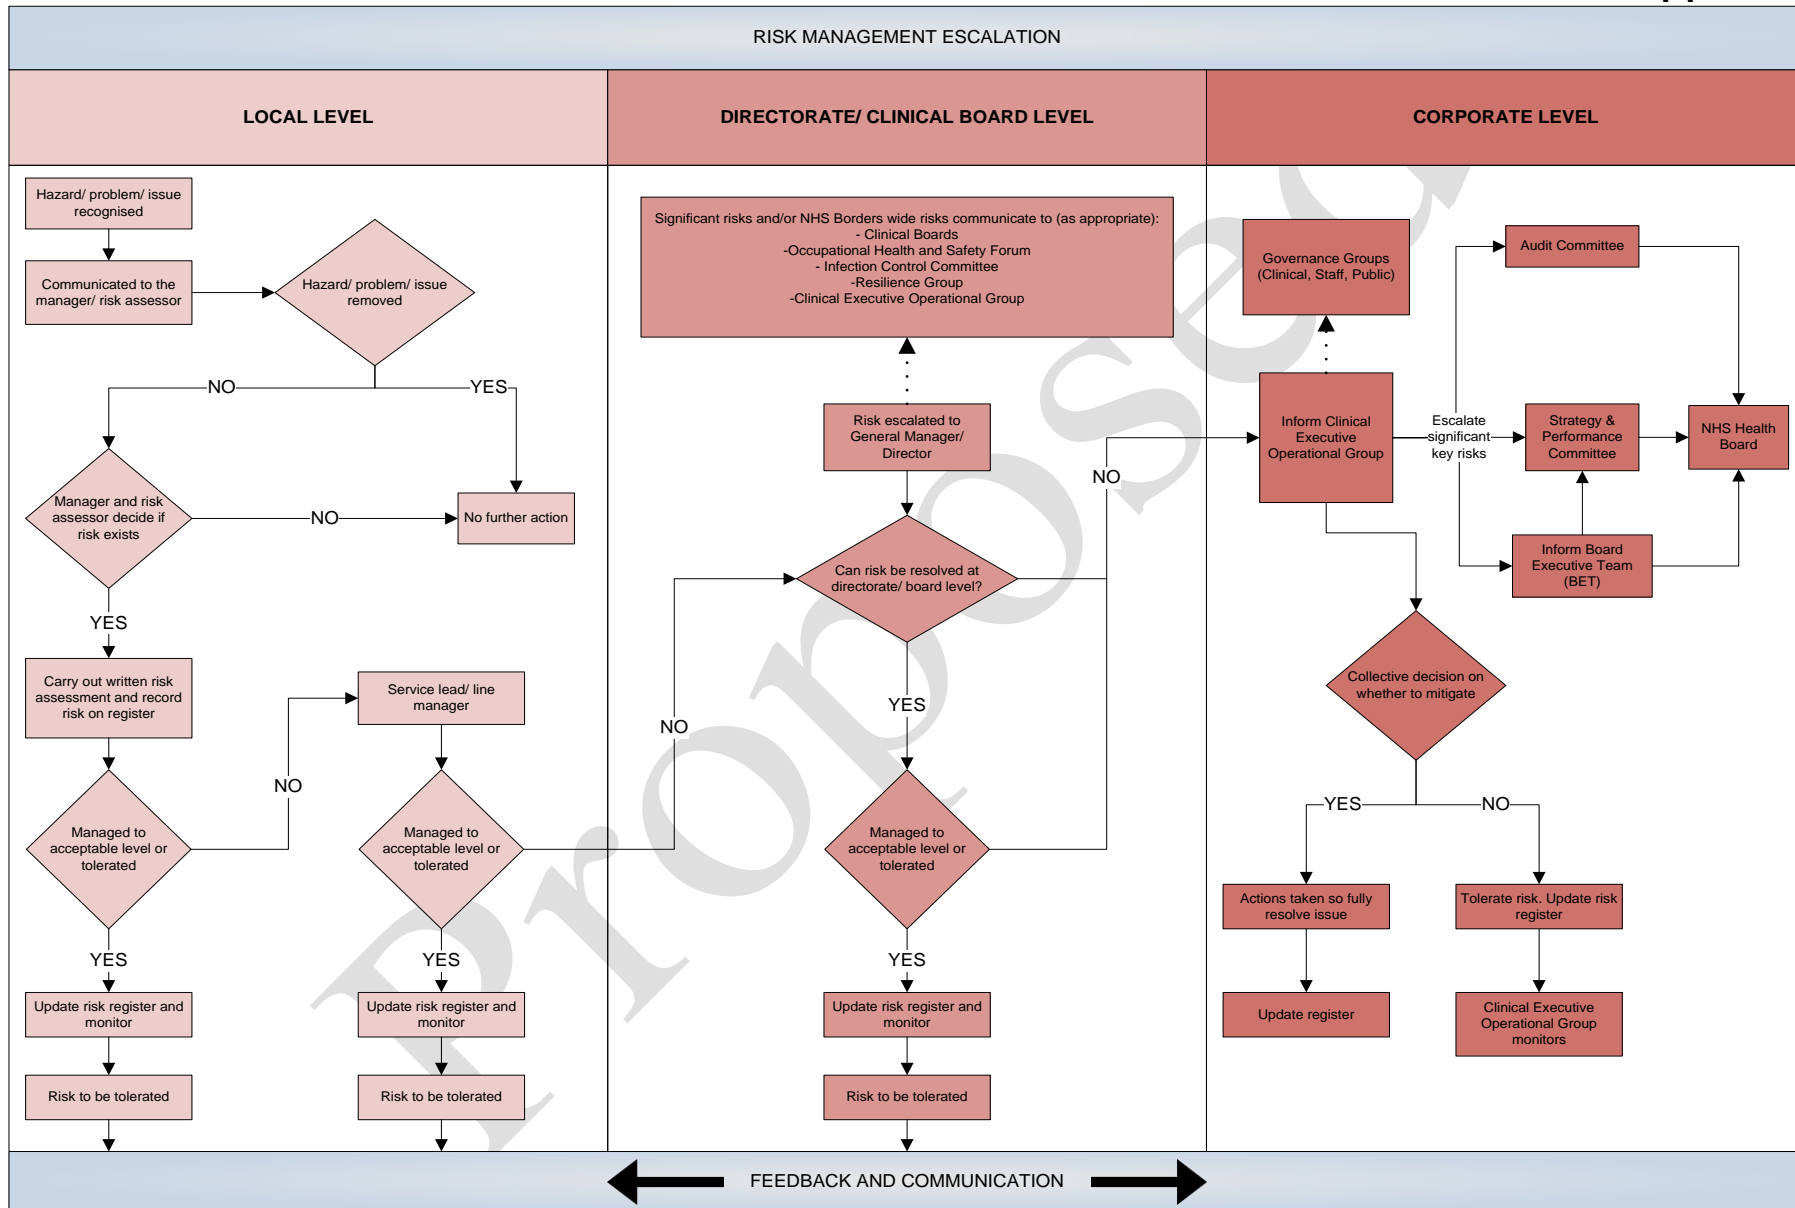 RISK MANAGEMENT ESCALATION
LOCAL LEVEL
DIRECTORATE/ CLINICAL BOARD LEVEL
CORPORATE LEVEL
Hazard/ problem/ issue
recognised
Communicated to the
manager/ risk assessor
Hazard/ problem/ issue
removed
NO
YES
Manager and risk
assessor decide if
risk exists
NO
No further action
YES
Carry out written risk
assessment and record
risk on register
Service lead/ line
manager
NO
Managed to
acceptable level or
tolerated
Managed to
acceptable level or
tolerated
YES
YES
Update risk register and
monitor
Update risk register and
monitor
Risk to be tolerated
Risk to be tolerated
NO
Significant risks and/or NHS Borders wide risks communicate to (as appropriate):
- Clinical Boards
-Occupational Health and Safety Forum
- Infection Control Committee
-Resilience Group
-Clinical Executive Operational Group
Risk escalated to
General Manager/
Director
NO
Can risk be resolved at
directorate/ board level?
YES
Managed to
acceptable level or
tolerated
YES
Update risk register and
monitor
Risk to be tolerated
Governance Groups
(Clinical, Staff, Public)
Audit Committee
Inform Clinical
Executive
Operational Group
Escalate
significant
key risks
Strategy &
Performance
Committee
NHS Health
Board
Inform Board
Executive Team
(BET)
Collective decision on
whether to mitigate
YES
NO
Actions taken so fully
resolve issue
Tolerate risk. Update risk
register
Update register
Clinical Executive
Operational Group
monitors
FEEDBACK AND COMMUNICATION
Proposed